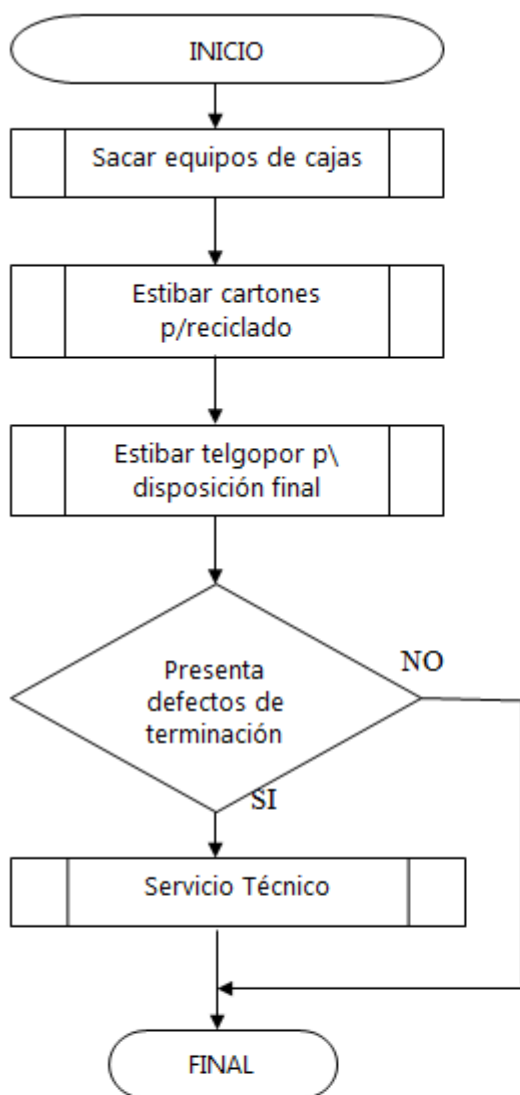 INICIO
Sacar equipos de cajas
Estibar cartones
p/reciclado
Estibar telgopor p\
disposición final
Presenta
defectos de
terminación
NO
SI
Servicio Técnico
FINAL